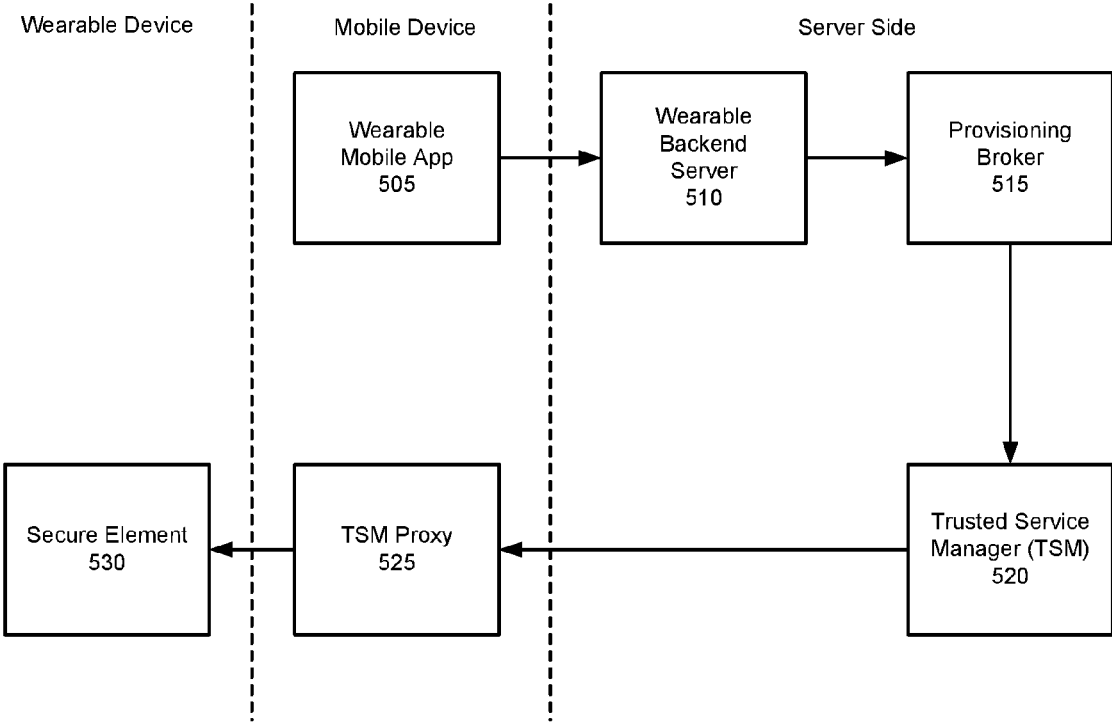 Wearable Device
Mobile Device
Server Side
Wearable
Mobile App
505
Wearable
Backend
Server
510
Provisioning
Broker
515
Secure Element
530
TSM Proxy
525
Trusted Service
Manager (TSM)
520